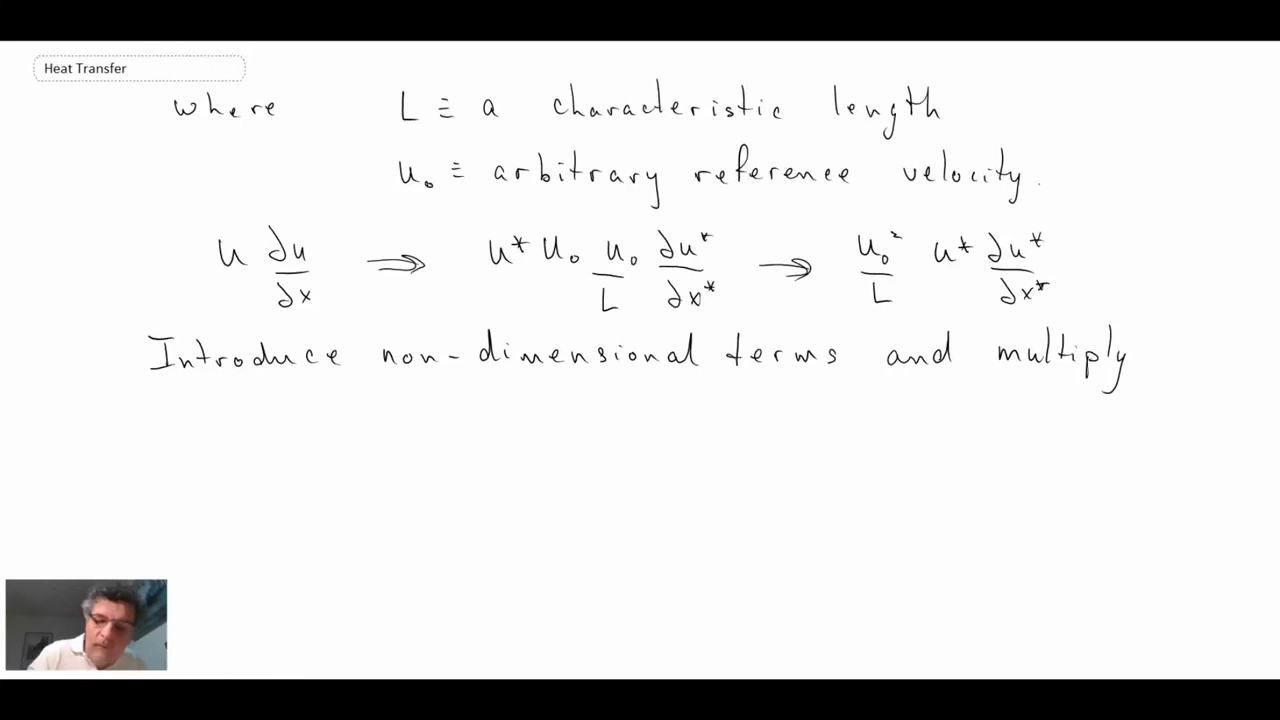 Heat Transfer
where L ≡ a characteristic length
u₀ ≡ arbitrary reference velocity.
u ∂u/∂x ⇒ u* u₀ u₀/L ∂u*/∂x* ⇒ u₀²/L u* ∂u*/∂x*
Introduce non-dimensional terms and multiply